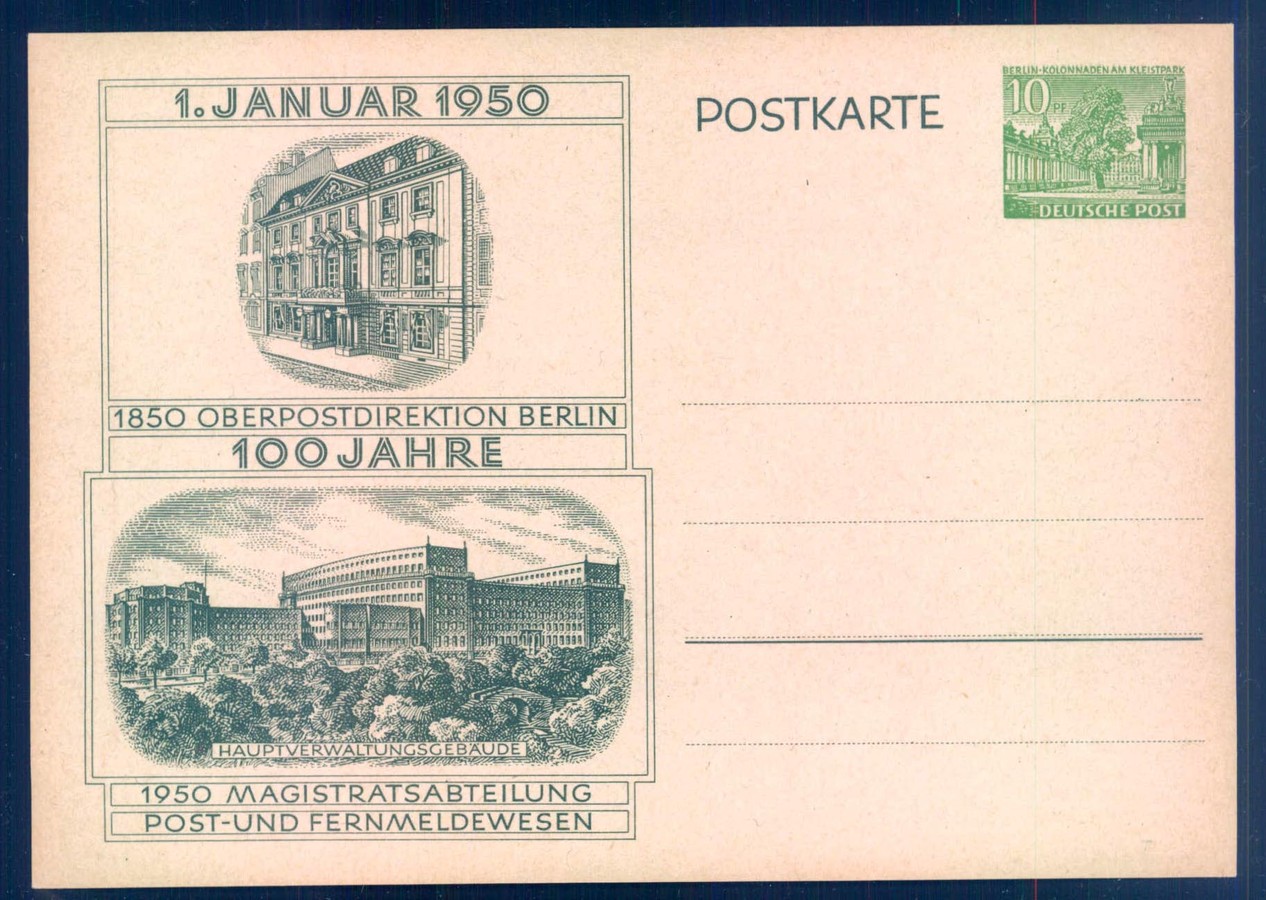 1. JANUAR 1950
1850 OBERPOSTDIREKTION BERLIN
100 JAHRE
HAUPTVERWALTUNGSGEBÄUDE
1950 MAGISTRATSABTEILUNG
POST-UND FERNMELDEWESEN
POSTKARTE
BERLIN-KOLONNADEN AM KLEISTPARK
10 PF
DEUTSCHE POST